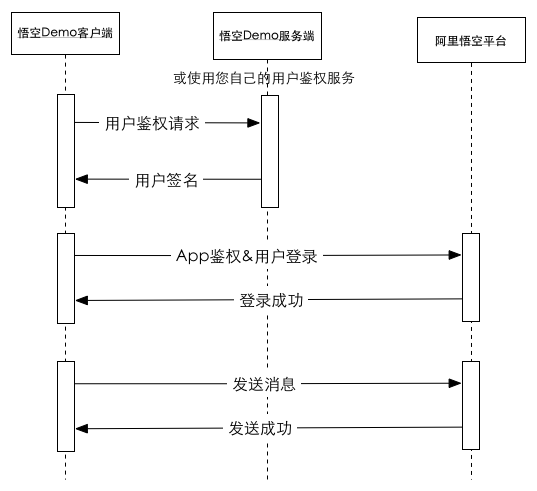 悟空Demo客户端
悟空Demo服务端
阿里悟空平台
或使用您自己的用户鉴权服务
用户鉴权请求
用户签名
App鉴权&用户登录
登录成功
发送消息
发送成功